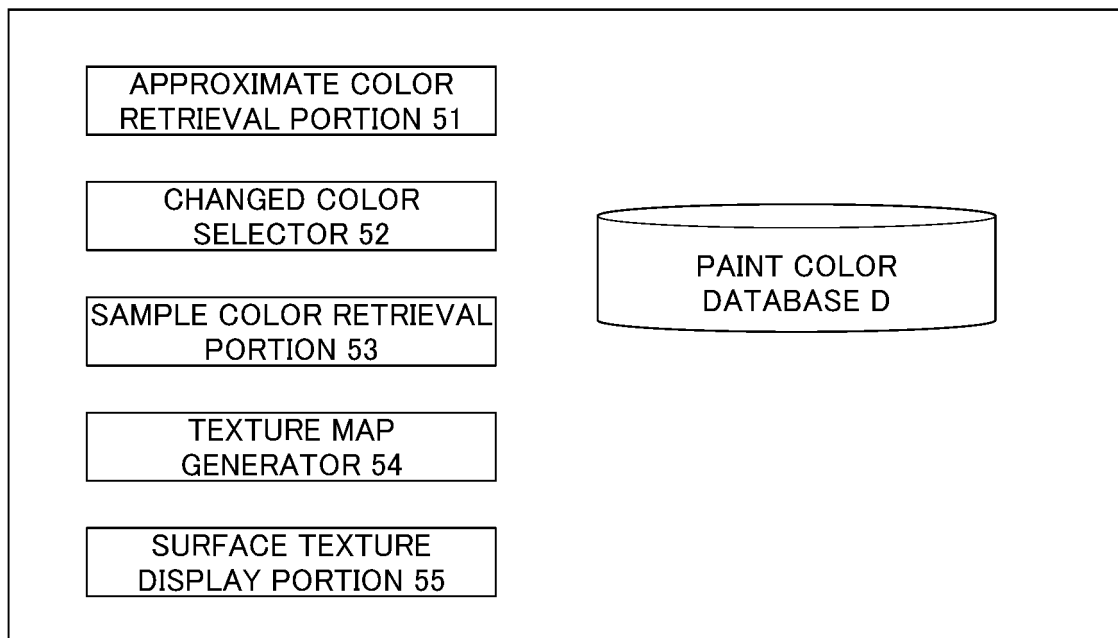 APPROXIMATE COLOR
RETRIEVAL PORTION 51
CHANGED COLOR
SELECTOR 52
SAMPLE COLOR RETRIEVAL
PORTION 53
TEXTURE MAP
GENERATOR 54
SURFACE TEXTURE
DISPLAY PORTION 55
PAINT COLOR
DATABASE D